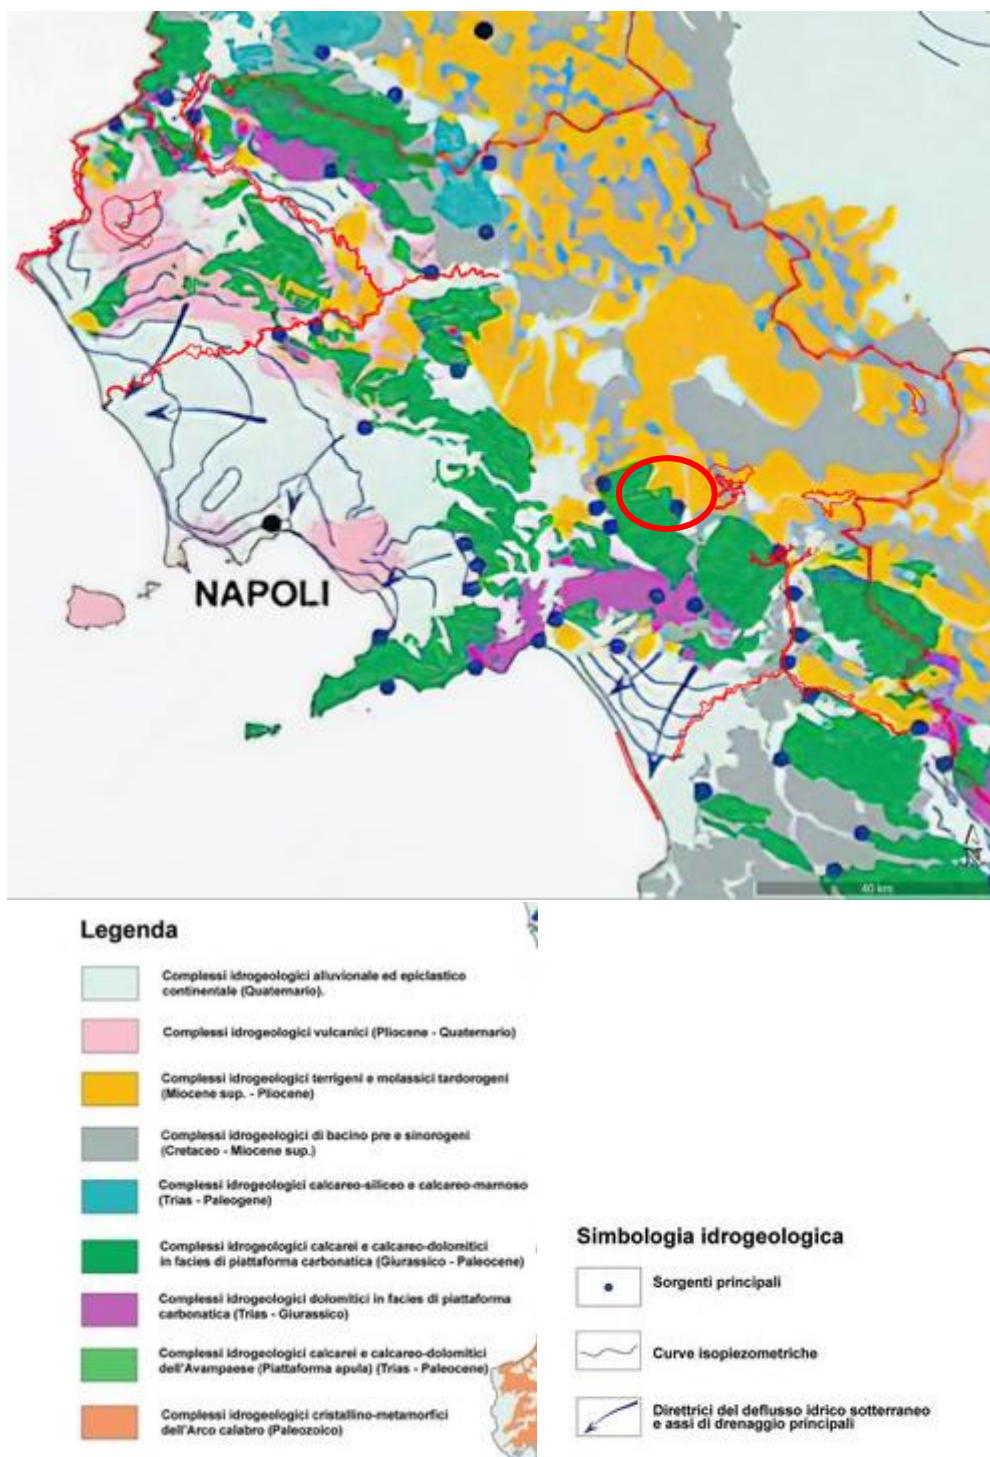 NAPOLI
N
40 km
Legenda
Complessi idrogeologici alluvionale ed epiclastico
continentale (Quaternario).
Complessi idrogeologici vulcanici (Pliocene - Quaternario)
Complessi idrogeologici terrigeni e molassici tardorogeni
(Miocene sup. - Pliocene)
Complessi idrogeologici di bacino pre e sinorogeni
(Cretaceo - Miocene sup.)
Complessi idrogeologici calcareo-siliceo e calcareo-marnoso
(Trias - Paleogene)
Complessi idrogeologici calcarei e calcareo-dolomitici
in facies di piattaforma carbonatica (Giurassico - Paleocene)
Complessi idrogeologici dolomitici in facies di piattaforma
carbonatica (Trias - Giurassico)
Complessi idrogeologici calcarei e calcareo-dolomitici
dell'Avampaese (Piattaforma apula) (Trias - Paleocene)
Complessi idrogeologici cristallino-metamorfici
dell'Arco calabro (Paleozoico)
Simbologia idrogeologica
Sorgenti principali
Curve isopiezometriche
Direttrici del deflusso idrico sotterraneo
e assi di drenaggio principali